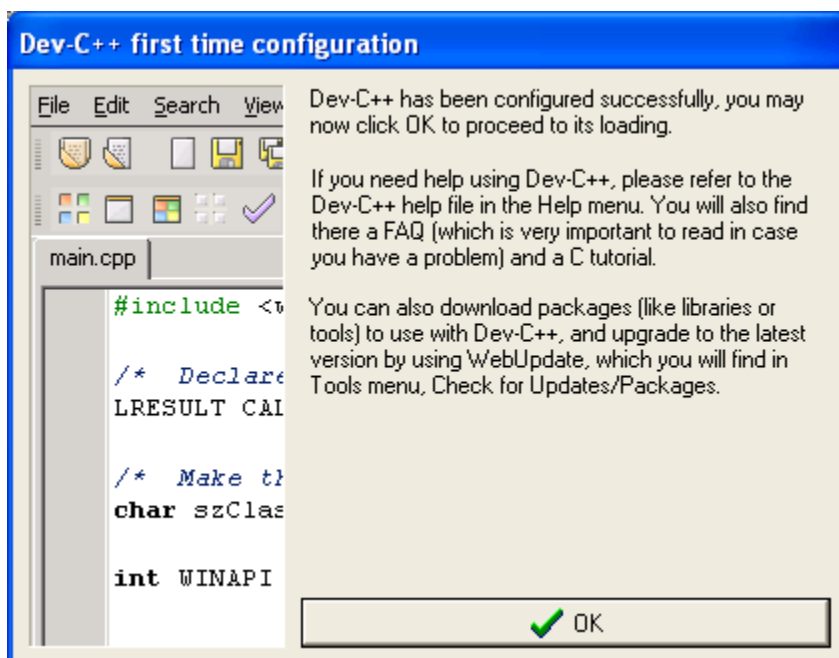 Dev-C++ first time configuration
File Edit Search View
main.cpp
#include <w
/* Declare
LRESULT CAL
/* Make th
char szClas
int WINAPI
Dev-C++ has been configured successfully, you may
now click OK to proceed to its loading.
If you need help using Dev-C++, please refer to the
Dev-C++ help file in the Help menu. You will also find
there a FAQ (which is very important to read in case
you have a problem) and a C tutorial.
You can also download packages (like libraries or
tools) to use with Dev-C++, and upgrade to the latest
version by using WebUpdate, which you will find in
Tools menu, Check for Updates/Packages.
OK